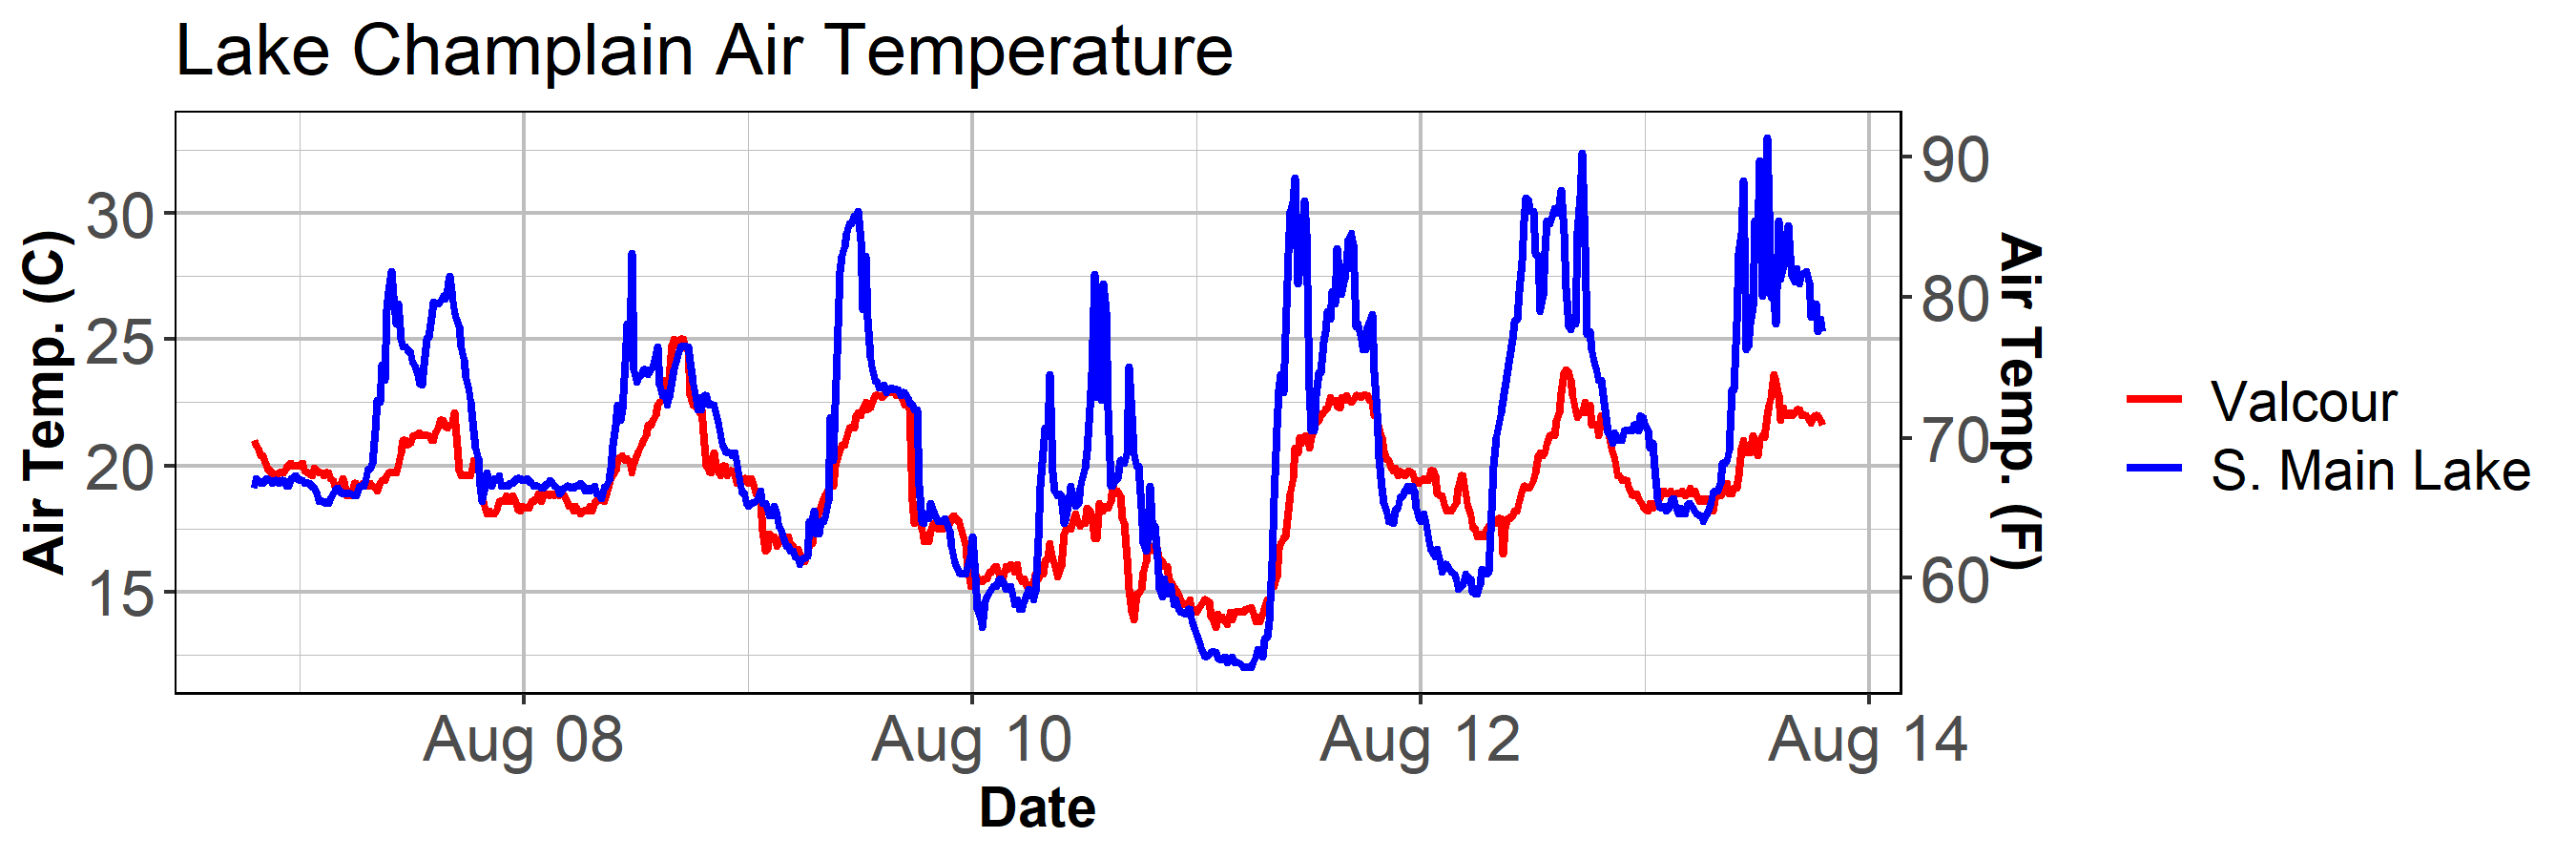 Lake Champlain Air Temperature
Air Temp. (C)
30
25
20
15
90
80
70
60
Air Temp. (F)
Aug 08
Aug 10
Aug 12
Aug 14
Date
Valcour
S. Main Lake